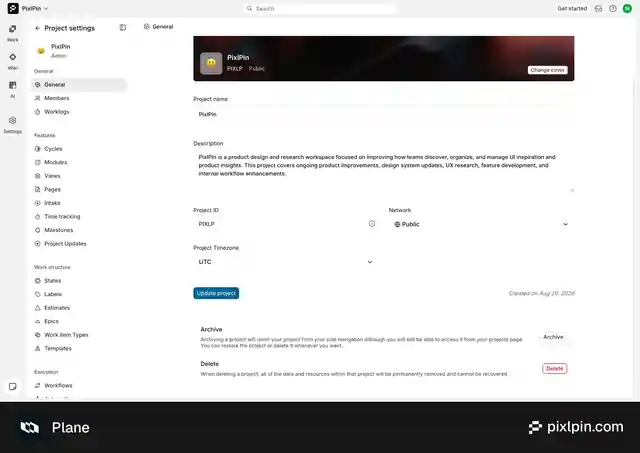 PixlPin
Search
Get started
N
Work
Wiki
AI
Settings
Project settings
PixlPin
Admin
General
General
Members
Worklogs
Features
Cycles
Modules
Views
Pages
Intake
Time tracking
Milestones
Project Updates
Work structure
States
Labels
Estimates
Epics
Work item Types
Templates
Execution
Workflows
General
PixlPin
PIXLP · Public
Change cover
Project name
PixlPin
Description
PixlPin is a product design and research workspace focused on improving how teams discover, organize, and manage UI inspiration and
product insights. This project covers ongoing product improvements, design system updates, UX research, feature development, and
internal workflow enhancements.
Project ID
Network
PIXLP
Public
Project Timezone
UTC
Update project
Created on Aug 20, 2026
Archive
Archiving a project will unlist your project from your side navigation although you will still be able to access it from your projects page.
You can restore the project or delete it whenever you want.
Archive
Delete
When deleting a project, all of the data and resources within that project will be permanently removed and cannot be recovered.
Delete
Plane
pixlpin.com